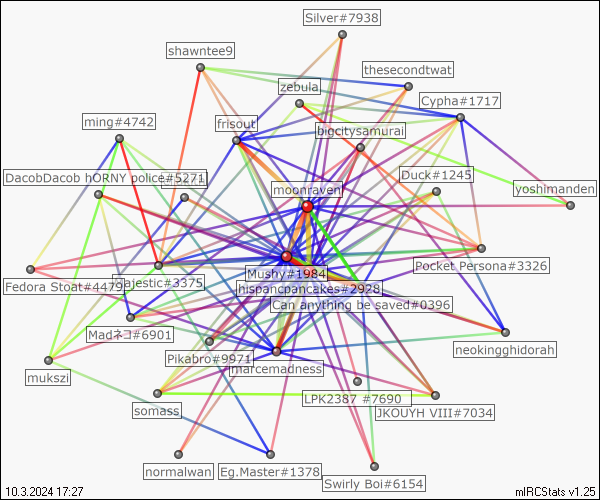 Silver#7938
shawntee9
thesecondtwat
zebula
Cypha#1717
ming#4742
frisout
bigcitysamurai
DacobDacob hORNY police#5271
Duck#1245
moonraven
yoshimanden
Pocket Persona#3326
Mushy#1984
Fedora Stoat#4479
ajestic#3375
hispancpancakes#2928
Can anything be saved#0396
Madネコ#6901
neokingghidorah
Pikabro#9971
marcemadness
mukszi
LPK2387 #7690
somass
JKOUYH VIII#7034
normalwan
Eg.Master#1378
Swirly Boi#6154
10.3.2024 17:27
mIRCStats v1.25